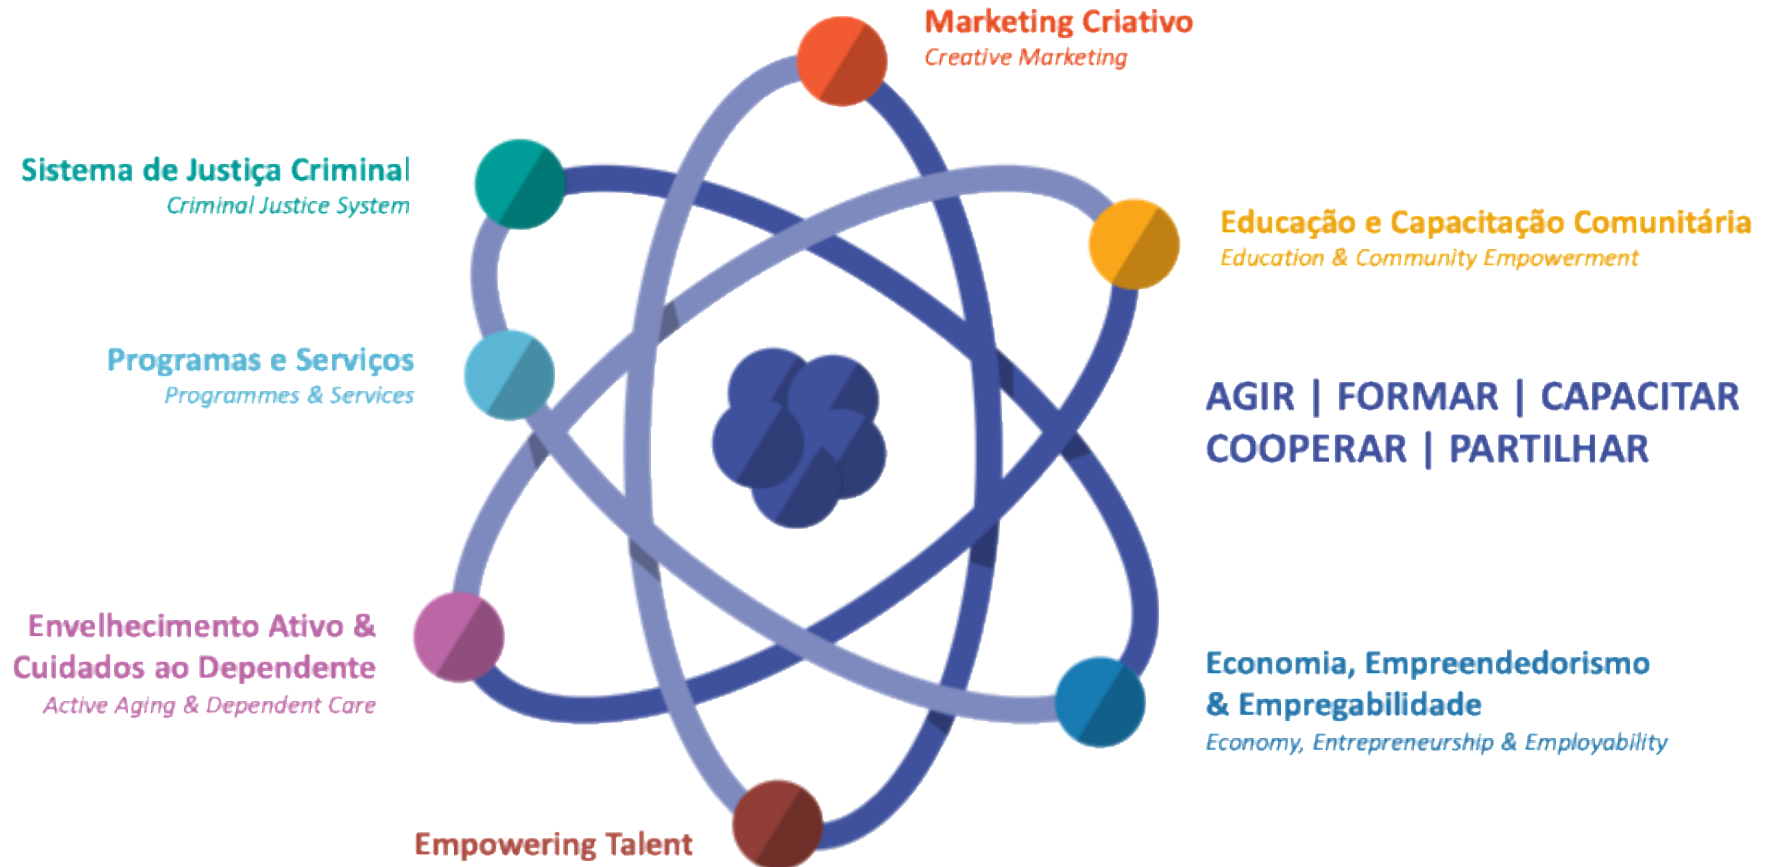 Marketing Criativo
Creative Marketing
Sistema de Justiça Criminal
Criminal Justice System
Educação e Capacitação Comunitária
Education & Community Empowerment
Programas e Serviços
Programmes & Services
AGIR | FORMAR | CAPACITAR
COOPERAR | PARTILHAR
Envelhecimento Ativo &
Cuidados ao Dependente
Active Aging & Dependent Care
Economia, Empreendedorismo
& Empregabilidade
Economy, Entrepreneurship & Employability
Empowering Talent